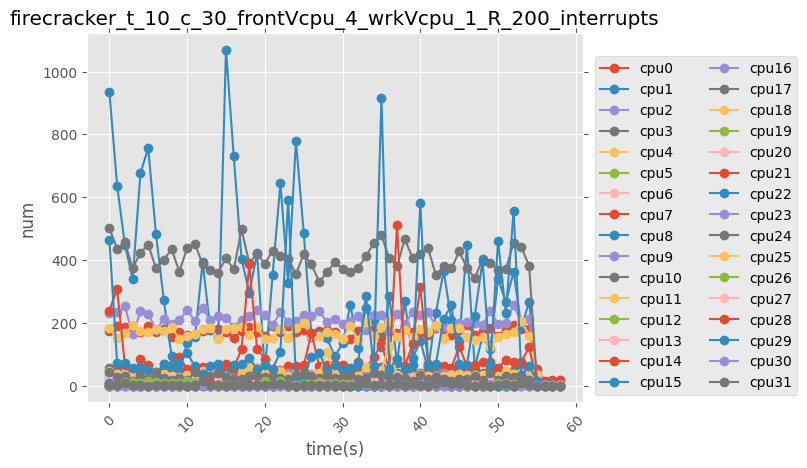 firecracker_t_10_c_30_frontVcpu_4_wrkVcpu_1_R_200_interrupts
1000
800
600
400
200
0
num
0
10
20
30
40
50
60
time(s)
cpu0
cpu1
cpu2
cpu3
cpu4
cpu5
cpu6
cpu7
cpu8
cpu9
cpu10
cpu11
cpu12
cpu13
cpu14
cpu15
cpu16
cpu17
cpu18
cpu19
cpu20
cpu21
cpu22
cpu23
cpu24
cpu25
cpu26
cpu27
cpu28
cpu29
cpu30
cpu31